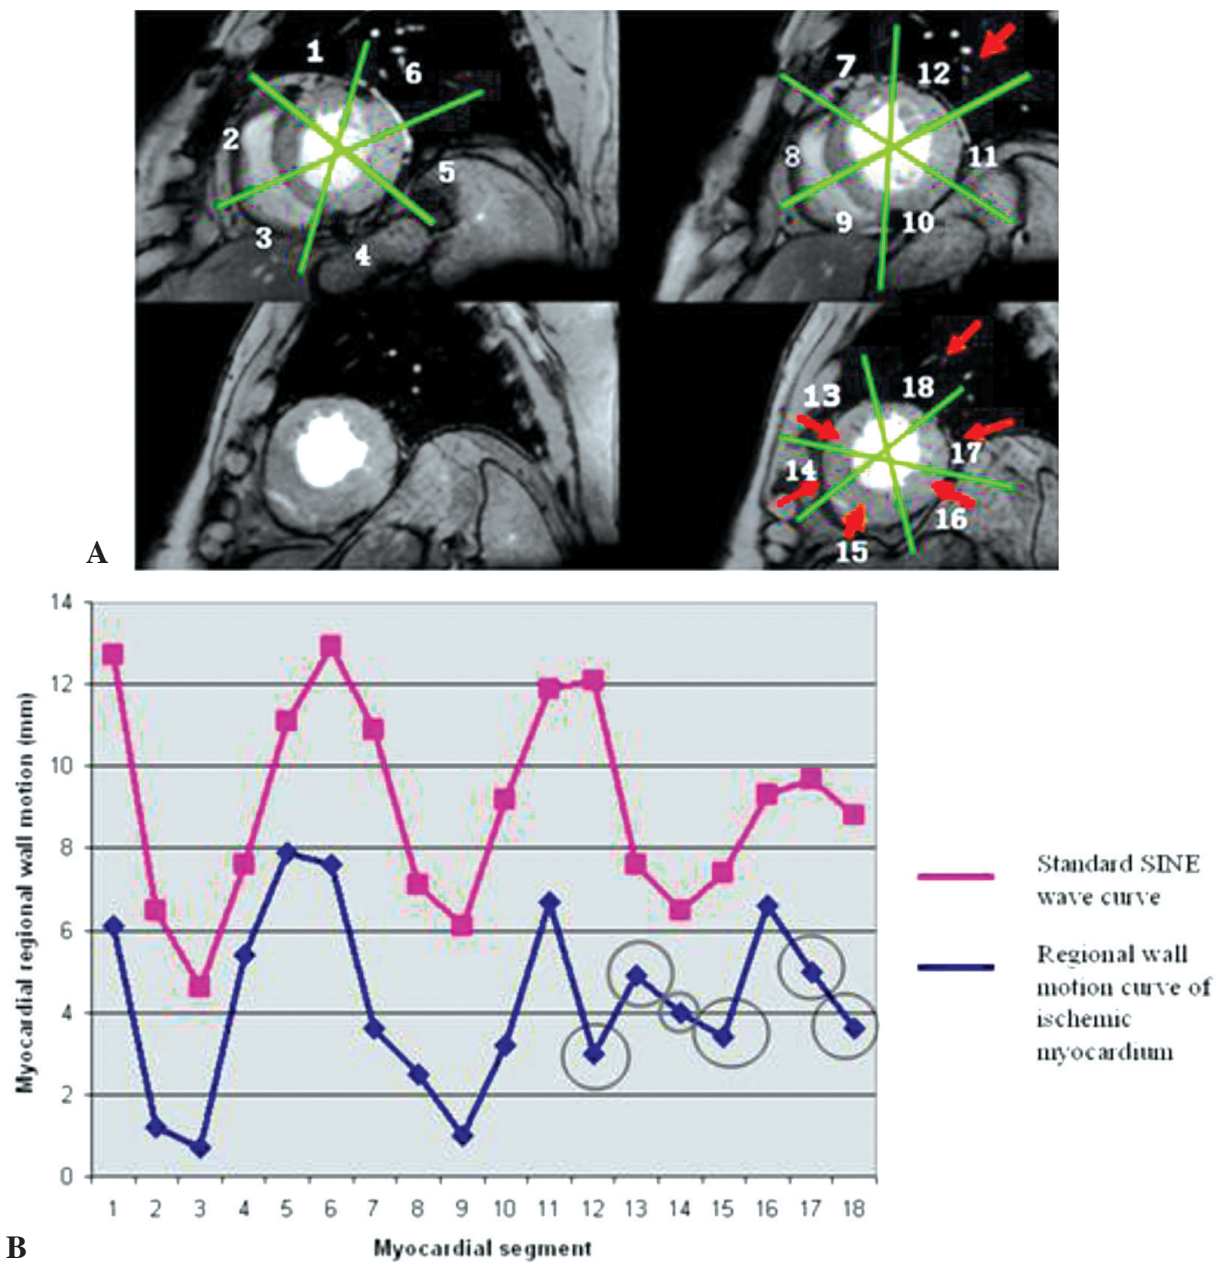 1
6
2
5
3
4
7
12
8
11
9
10
13
18
14
17
16
15
A
14
12
10
8
6
4
2
0
1 2 3 4 5 6 7 8 9 10 11 12 13 14 15 16 17 18
Myocardial regional wall motion (mm)
Myocardial segment
Standard SINE
wave curve
Regional wall
motion curve of
ischemic
myocardium
B